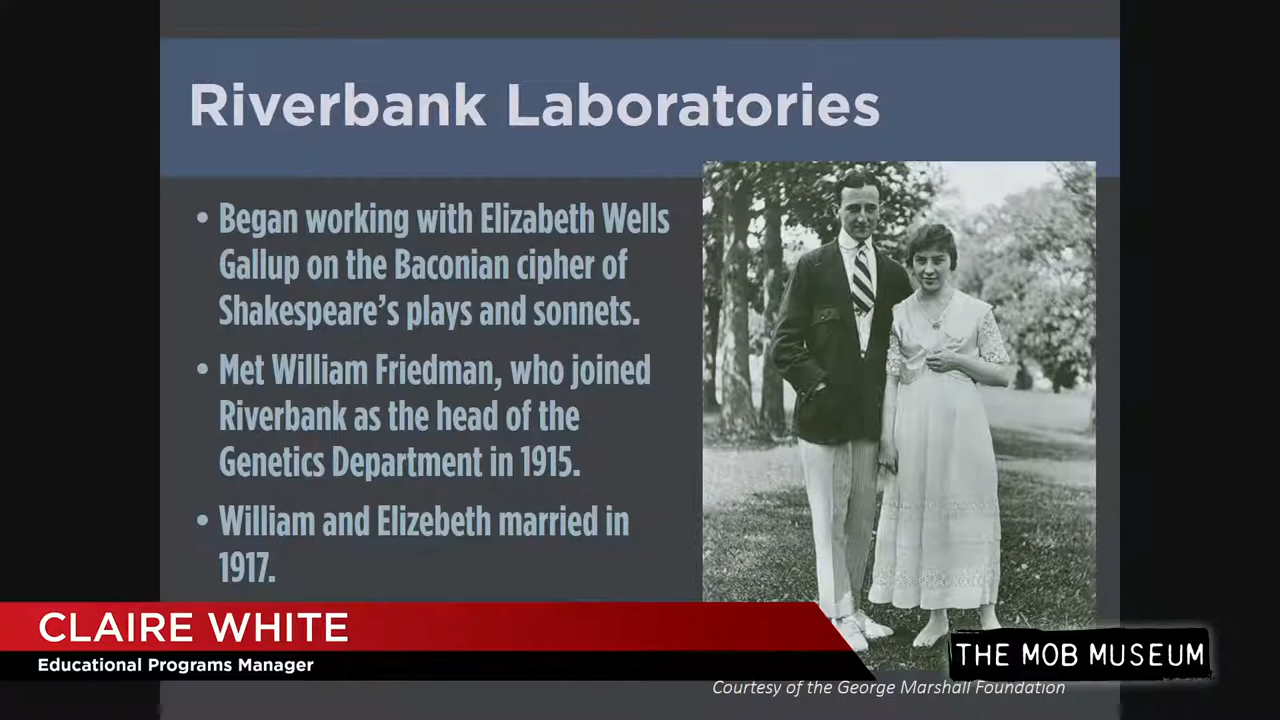 Riverbank Laboratories
• Began working with Elizabeth Wells
Gallup on the Baconian cipher of
Shakespeare’s plays and sonnets.
• Met William Friedman, who joined
Riverbank as the head of the
Genetics Department in 1915.
• William and Elizebeth married in
1917.
CLAIRE WHITE
Educational Programs Manager
THE MOB MUSEUM
Courtesy of the George Marshall Foundation